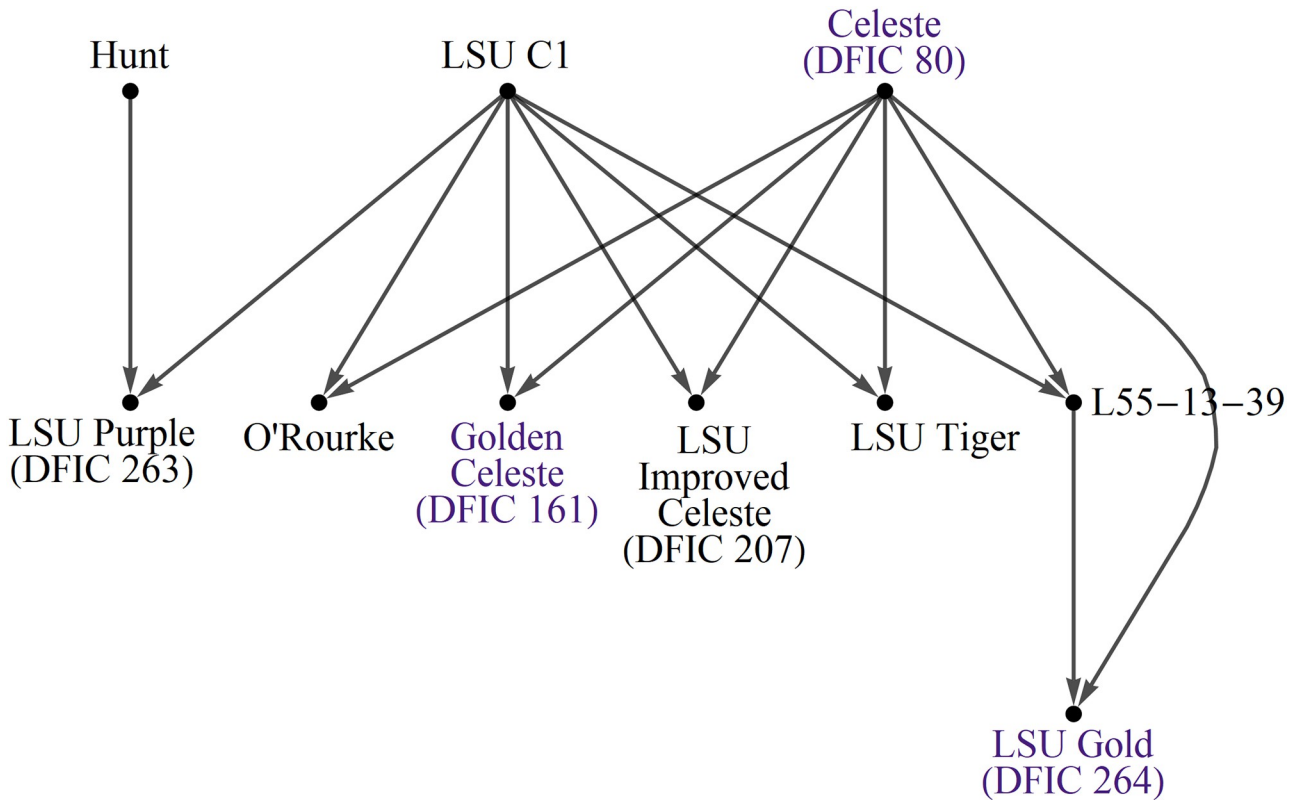 Hunt
LSU C1
Celeste
(DFIC 80)
LSU Purple
(DFIC 263)
O'Rourke
Golden
Celeste
(DFIC 161)
LSU
Improved
Celeste
(DFIC 207)
LSU Tiger
L55−13−39
LSU Gold
(DFIC 264)